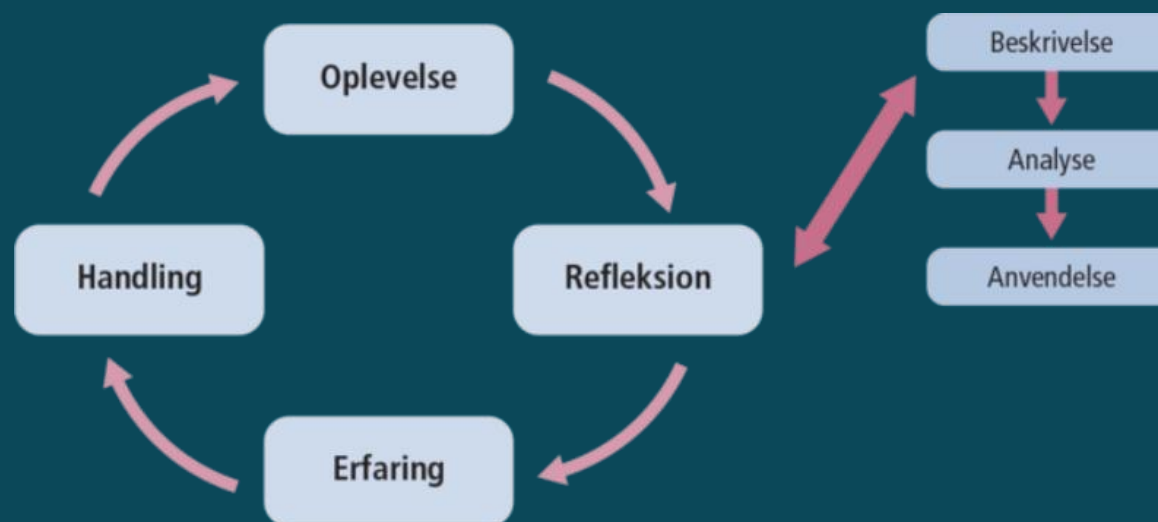 Oplevelse
Refleksion
Erfaring
Handling
Beskrivelse
Analyse
Anvendelse